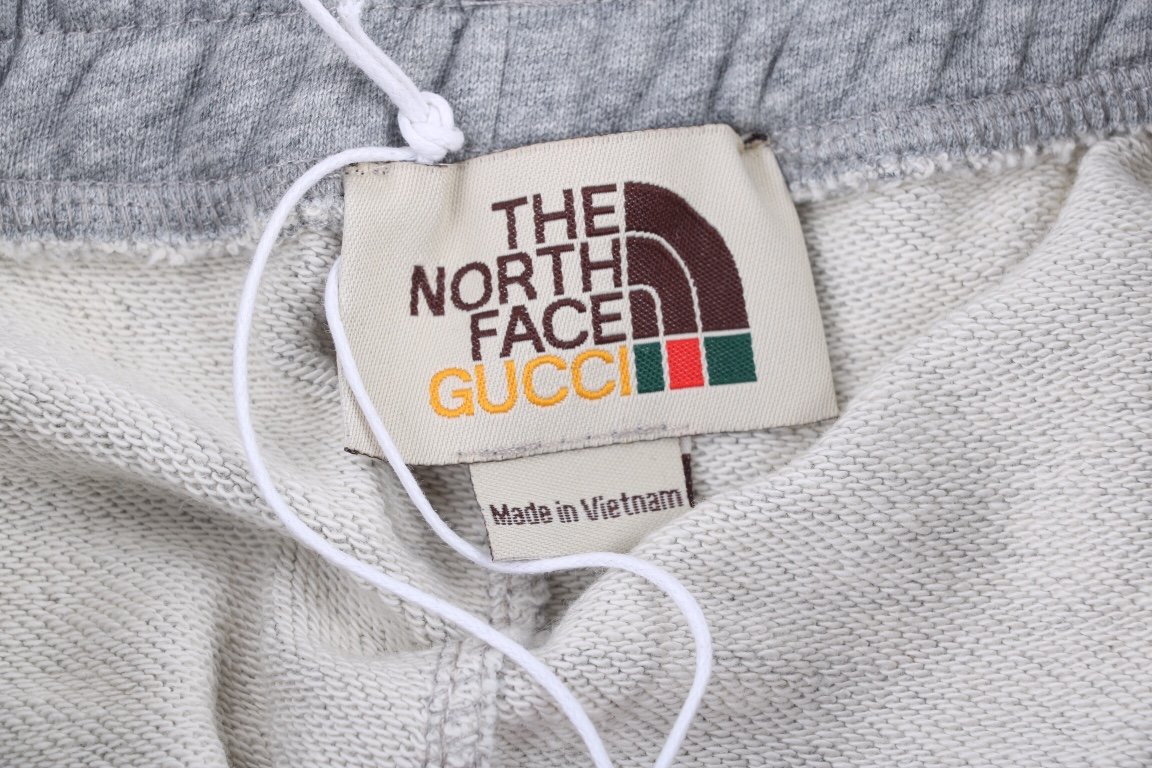 THE
NORTH
FACE
GUCCI
Made in Vietnam